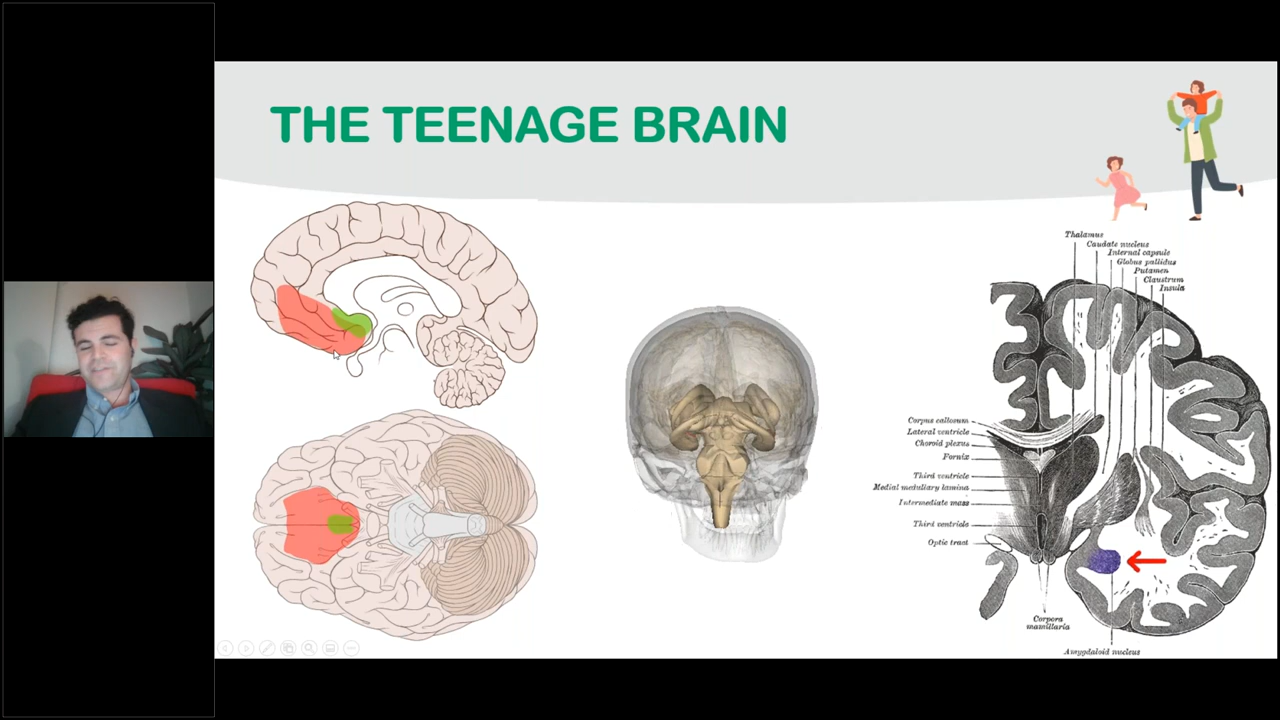 THE TEENAGE BRAIN
Thalamus
Caudate nucleus
Internal capsule
Globus pallidus
Putamen
Claustrum
Insula
Corpus callosum
Lateral ventricle
Choroid plexus
Fornix
Third ventricle
Medial medullary lamina
Intermediate mass
Third ventricle
Optic tract
Corpora
mamillaria
Amygdaloid nucleus